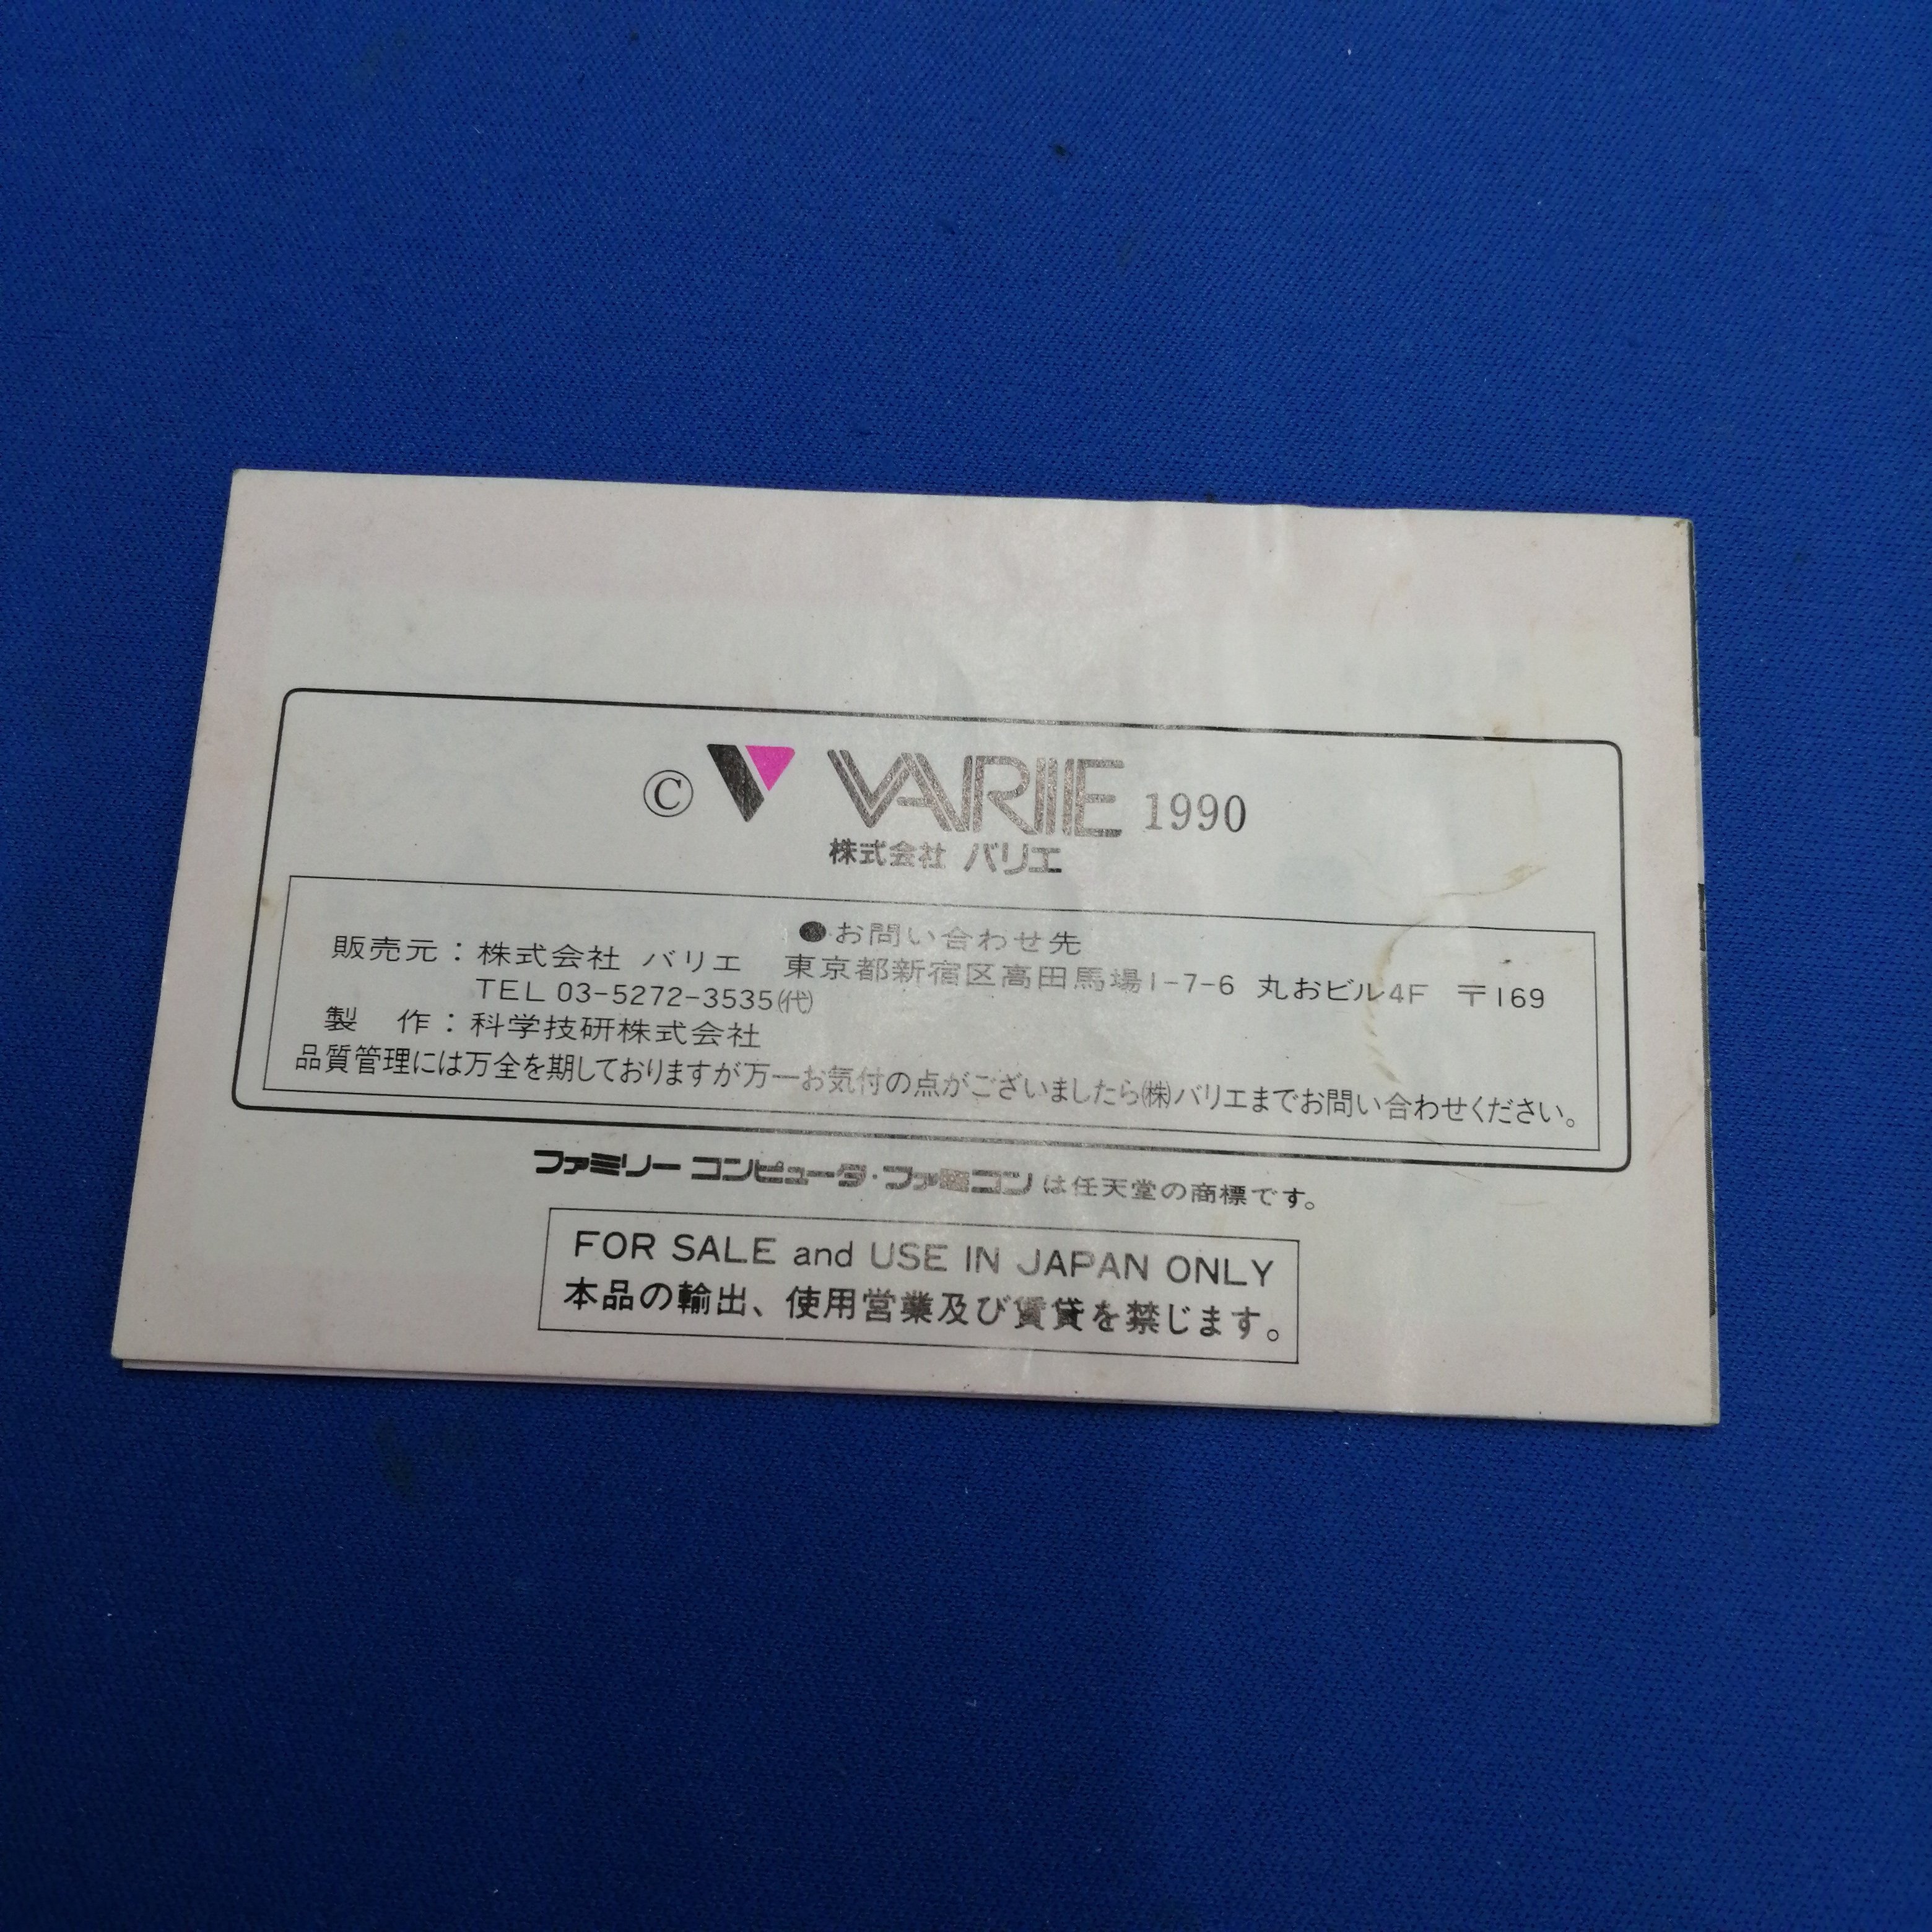 © VARIE 1990
株式会社 バリエ
●お問い合わせ先
販売元：株式会社 バリエ 東京都新宿区高田馬場1-7-6 丸おビル4F 〒169
TEL 03-5272-3535㈹
製 作：科学技研株式会社
品質管理には万全を期しておりますが万一お気付の点がございましたら㈱バリエまでお問い合わせください。
ファミリー コンピュータ・ファミコンは任天堂の商標です。
FOR SALE and USE IN JAPAN ONLY
本品の輸出、使用営業及び賃貸を禁じます。